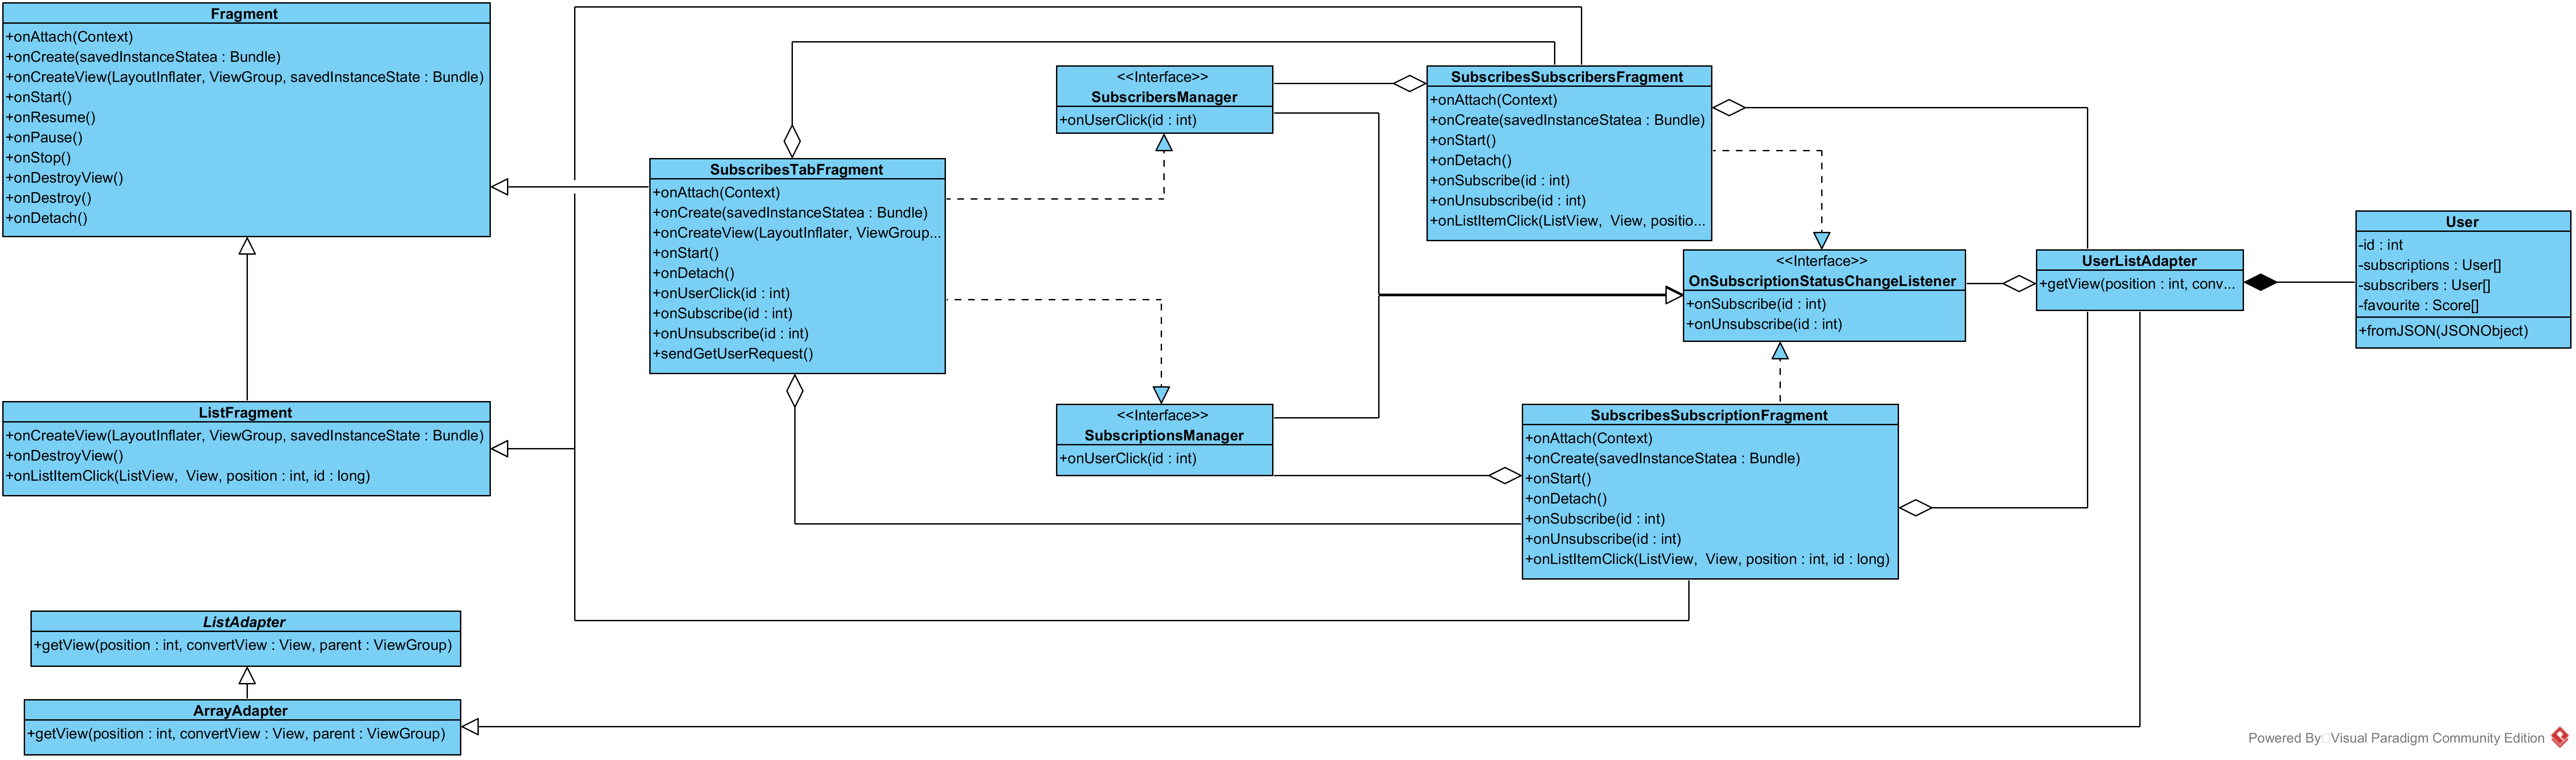 Fragment
+onAttach(Context)
+onCreate(savedInstanceStatea : Bundle)
+onCreateView(LayoutInflater, ViewGroup, savedInstanceState : Bundle)
+onStart()
+onResume()
+onPause()
+onStop()
+onDestroyView()
+onDestroy()
+onDetach()
ListFragment
+onCreateView(LayoutInflater, ViewGroup, savedInstanceState : Bundle)
+onDestroyView()
+onListItemClick(ListView,  View, position : int, id : long)
ListAdapter
+getView(position : int, convertView : View, parent : ViewGroup)
ArrayAdapter
+getView(position : int, convertView : View, parent : ViewGroup)
SubscribesTabFragment
+onAttach(Context)
+onCreate(savedInstanceStatea : Bundle)
+onCreateView(LayoutInflater, ViewGroup...
+onStart()
+onDetach()
+onUserClick(id : int)
+onSubscribe(id : int)
+onUnsubscribe(id : int)
+sendGetUserRequest()
<<Interface>>
SubscribersManager
+onUserClick(id : int)
<<Interface>>
SubscriptionsManager
+onUserClick(id : int)
SubscribesSubscribersFragment
+onAttach(Context)
+onCreate(savedInstanceStatea : Bundle)
+onStart()
+onDetach()
+onSubscribe(id : int)
+onUnsubscribe(id : int)
+onListItemClick(ListView,  View, positio...
<<Interface>>
OnSubscriptionStatusChangeListener
+onSubscribe(id : int)
+onUnsubscribe(id : int)
SubscribesSubscriptionFragment
+onAttach(Context)
+onCreate(savedInstanceStatea : Bundle)
+onStart()
+onDetach()
+onSubscribe(id : int)
+onUnsubscribe(id : int)
+onListItemClick(ListView,  View, position : int, id : long)
UserListAdapter
+getView(position : int, conv...
User
-id : int
-subscriptions : User[]
-subscribers : User[]
-favourite : Score[]
+fromJSON(JSONObject)
Powered By Visual Paradigm Community Edition